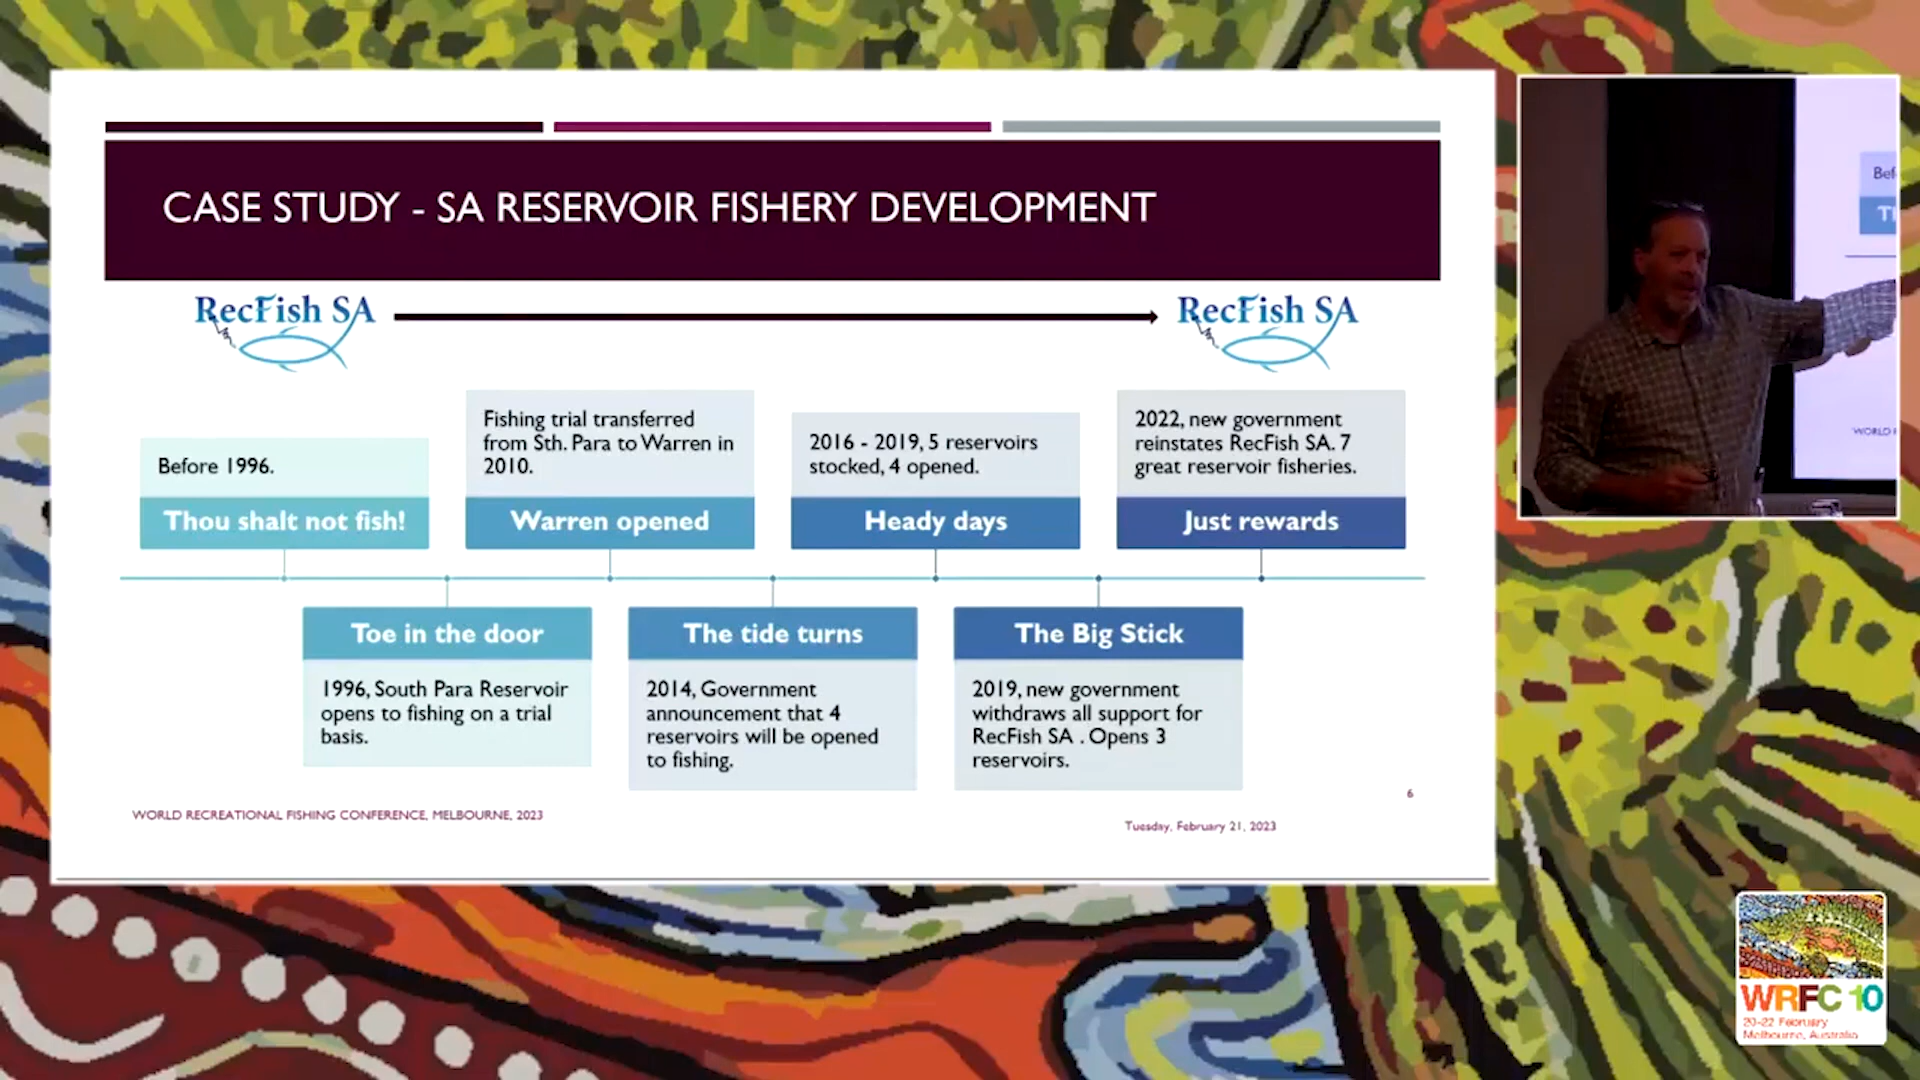 CASE STUDY - SA RESERVOIR FISHERY DEVELOPMENT
RecFish SA
RecFish SA
Before 1996.
Thou shalt not fish!
Fishing trial transferred
from Sth. Para to Warren in
2010.
Warren opened
2016 - 2019, 5 reservoirs
stocked, 4 opened.
Heady days
2022, new government
reinstates RecFish SA. 7
great reservoir fisheries.
Just rewards
Toe in the door
1996, South Para Reservoir
opens to fishing on a trial
basis.
The tide turns
2014, Government
announcement that 4
reservoirs will be opened
to fishing.
The Big Stick
2019, new government
withdraws all support for
RecFish SA . Opens 3
reservoirs.
6
WORLD RECREATIONAL FISHING CONFERENCE, MELBOURNE, 2023
Tuesday, February 21, 2023
WORLD
WRFC 10
20-22 February
Melbourne, Australia